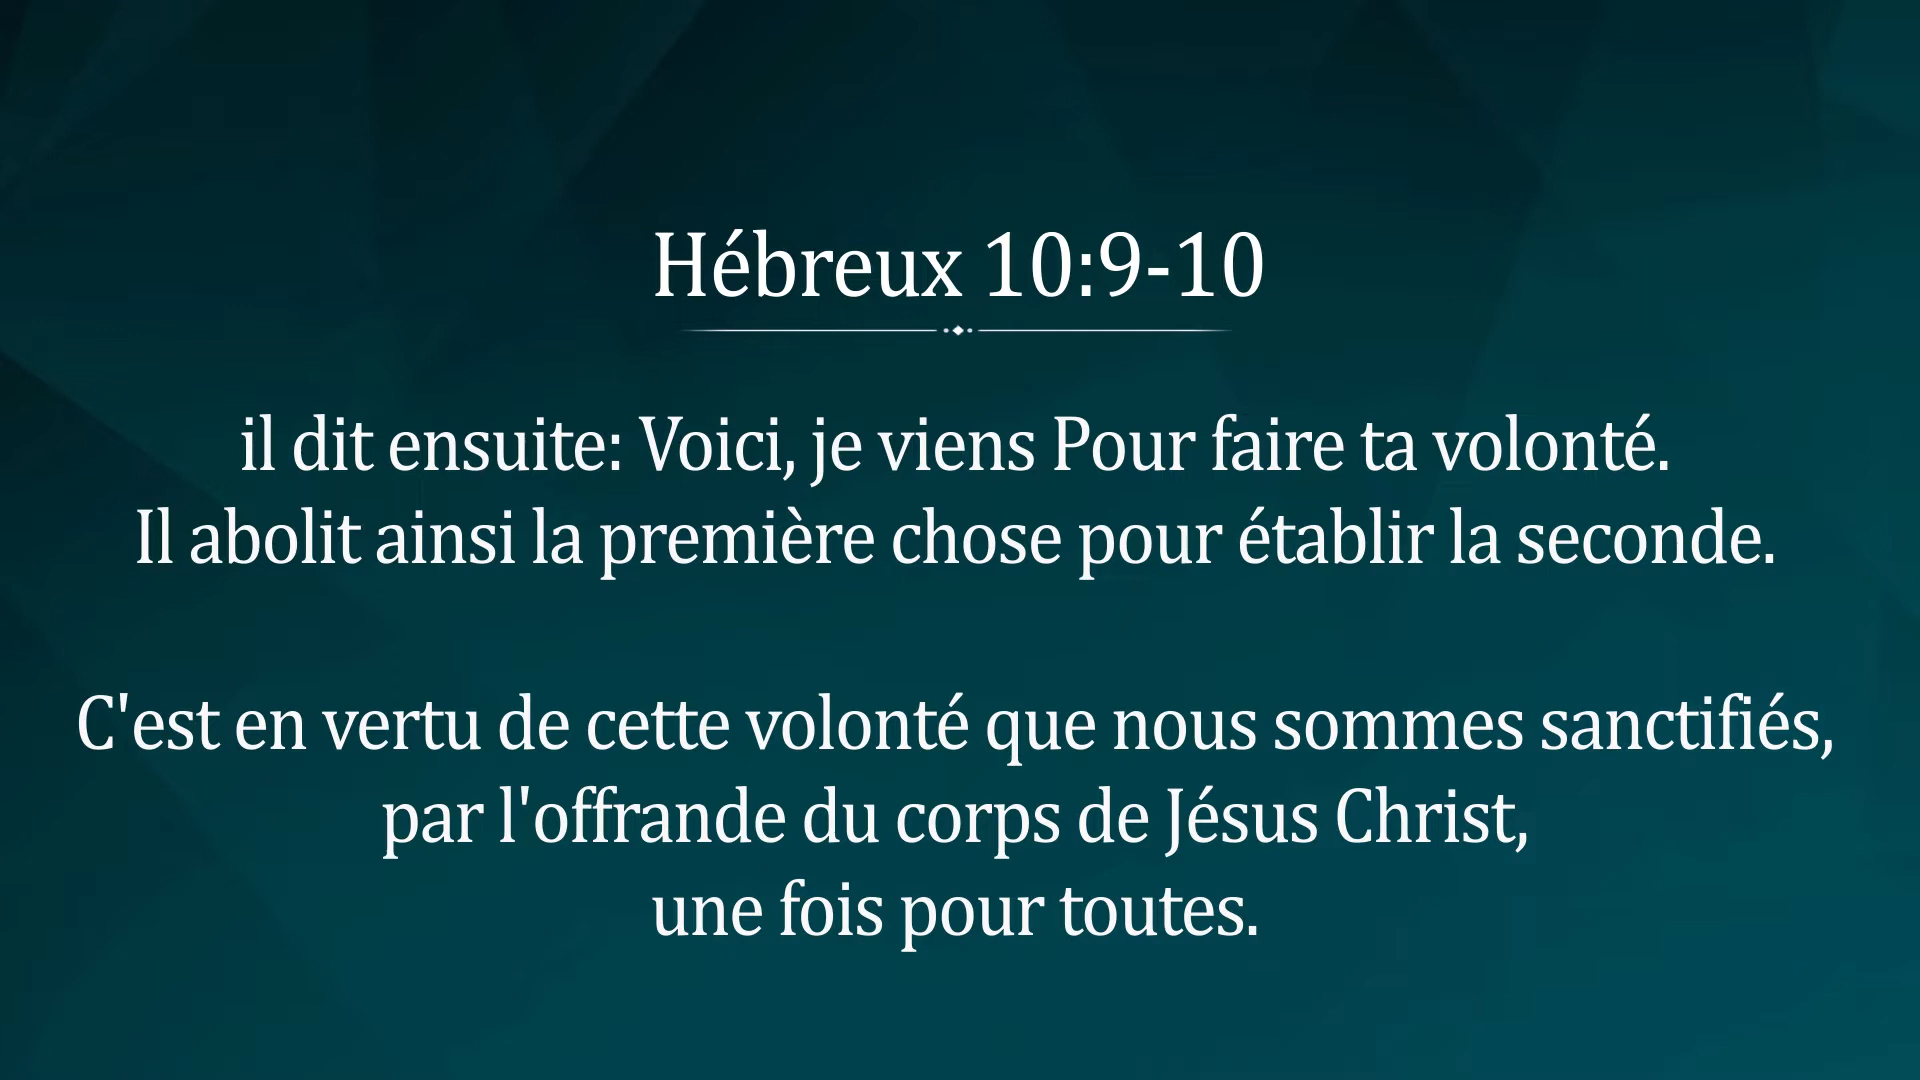 Hébreux 10:9-10
il dit ensuite: Voici, je viens Pour faire ta volonté.
Il abolit ainsi la première chose pour établir la seconde.
C'est en vertu de cette volonté que nous sommes sanctifiés,
par l'offrande du corps de Jésus Christ,
une fois pour toutes.